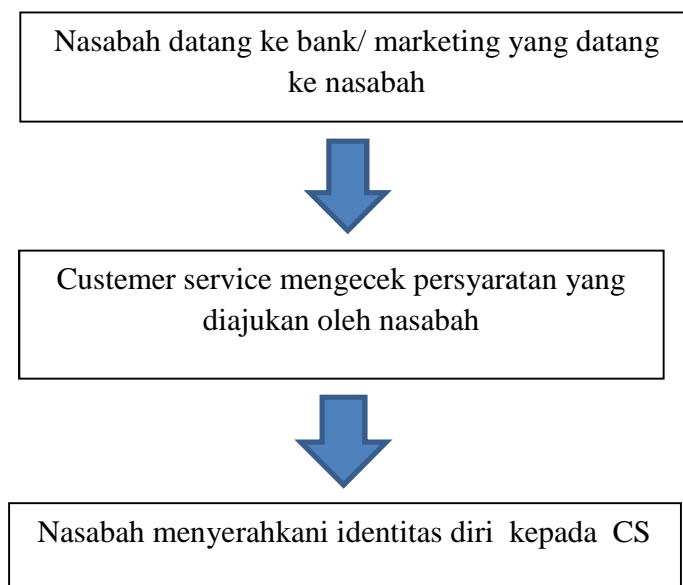 Nasabah datang ke bank/ marketing yang datang
ke nasabah
Custemer service mengecek persyaratan yang
diajukan oleh nasabah
Nasabah menyerahkani identitas diri kepada CS